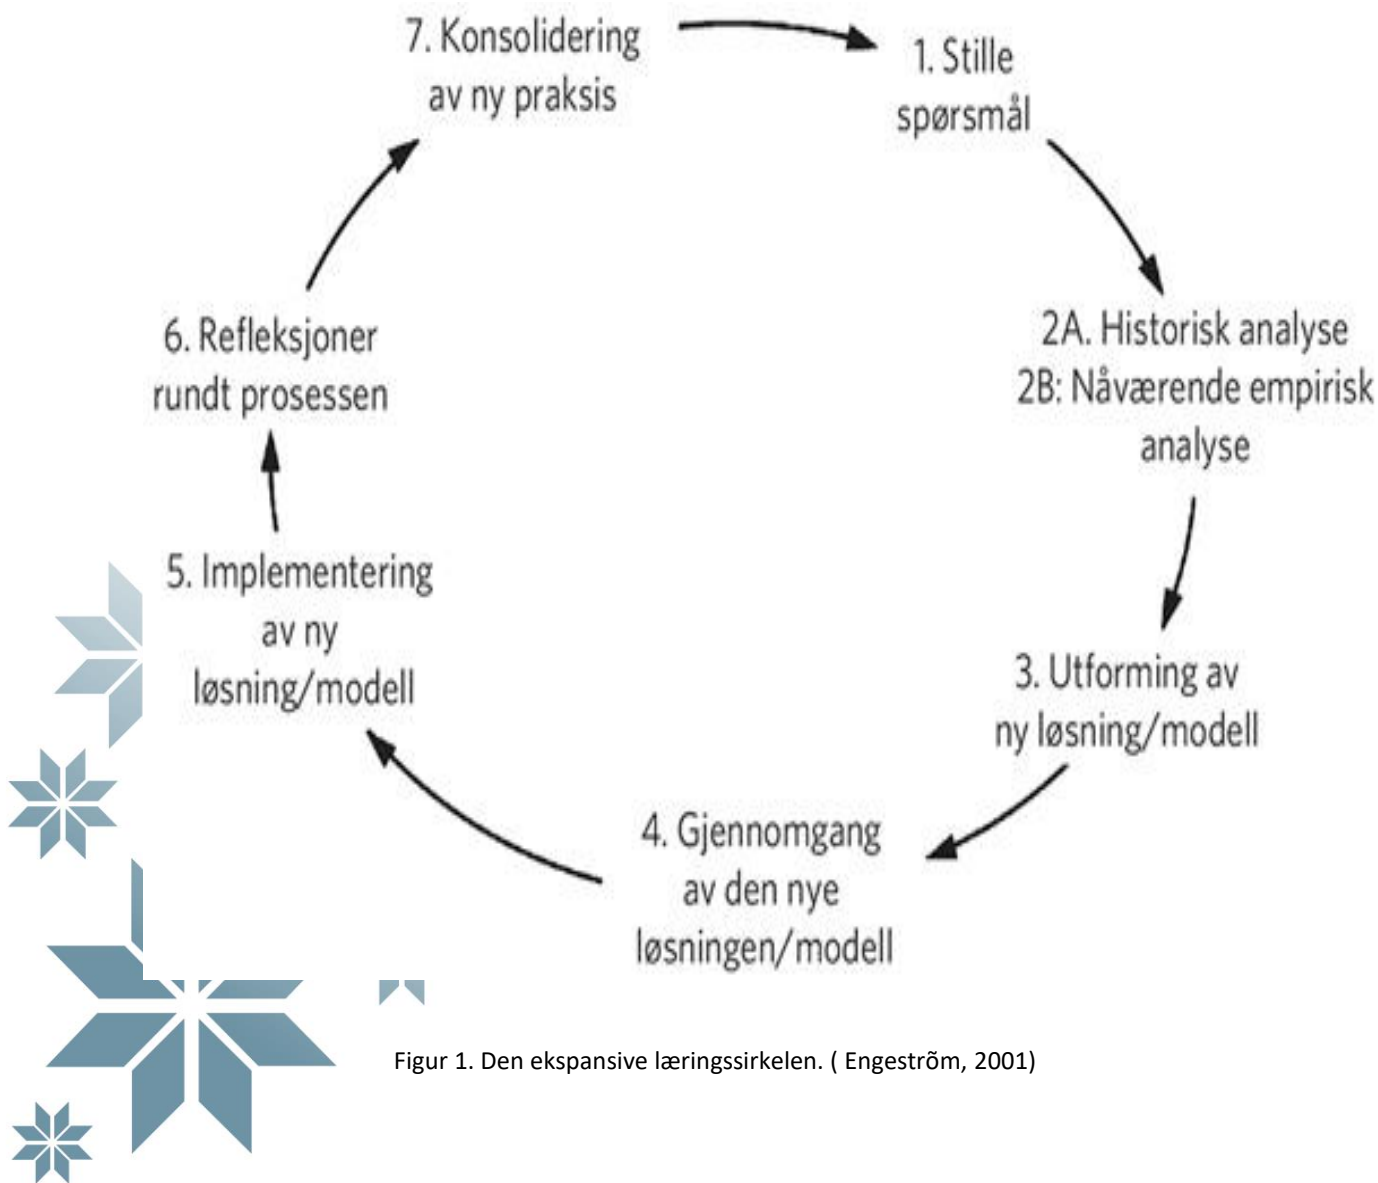 7. Konsolidering
av ny praksis
1. Stille
spørsmål
2A. Historisk analyse
2B: Nåværende empirisk
analyse
3. Utforming av
ny løsning/modell
4. Gjennomgang
av den nye
løsningen/modell
5. Implementering
av ny
løsning/modell
6. Refleksjoner
rundt prosessen
Figur 1. Den ekspansive læringssirkelen. ( Engeströ̃m, 2001)